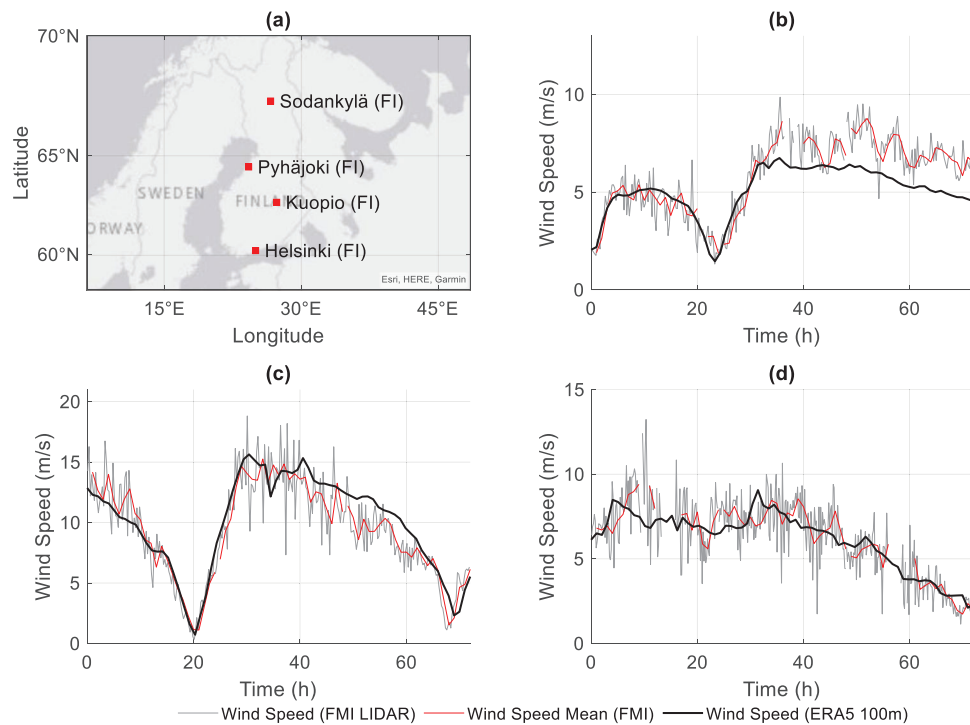 (a)
70°N
65°N
60°N
Latitude
Sodankylä (FI)
Pyhäjoki (FI)
SWEDEN
FINLAND
Kuopio (FI)
ORWAY
Helsinki (FI)
Esri, HERE, Garmin
15°E
30°E
45°E
Longitude
(b)
Wind Speed (m/s)
10
5
0
0
20
40
60
Time (h)
(c)
Wind Speed (m/s)
20
15
10
5
0
0
20
40
60
Time (h)
(d)
Wind Speed (m/s)
15
10
5
0
0
20
40
60
Time (h)
Wind Speed (FMI LIDAR) Wind Speed Mean (FMI) Wind Speed (ERA5 100m)